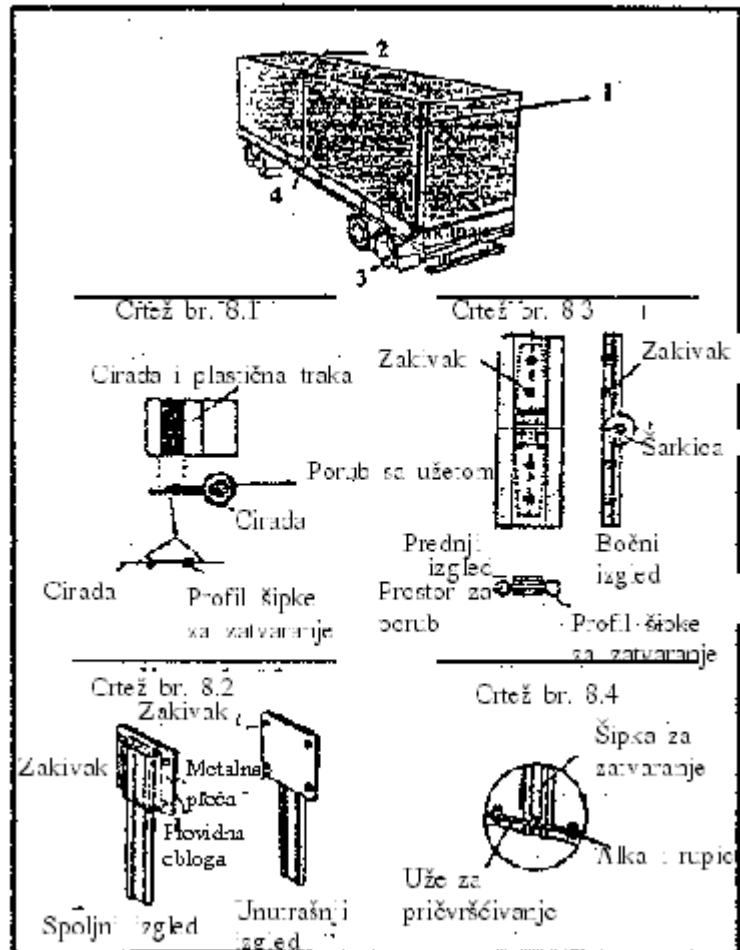 2
1
4
3
Crtež br. 8.1
Cirada i plastična traka
Porub sa užetom
Cirada
Cirada
Profil šipke
za zatvaranje
Crtež br. 8.3
Zakivak
Zakivak
Šarkica
Prednji
izgled
Bočni
izgled
Prostor za
porub
Profil šipke
za zatvaranje
Crtež br. 8.2
Zakivak
Zakivak
Metalna
ploča
Providna
obloga
Spoljni izgled
Unutrašnji
izgled
Crtež br. 8.4
Šipka za
zatvaranje
Alka i rupice
Uže za
pričvršćivanje